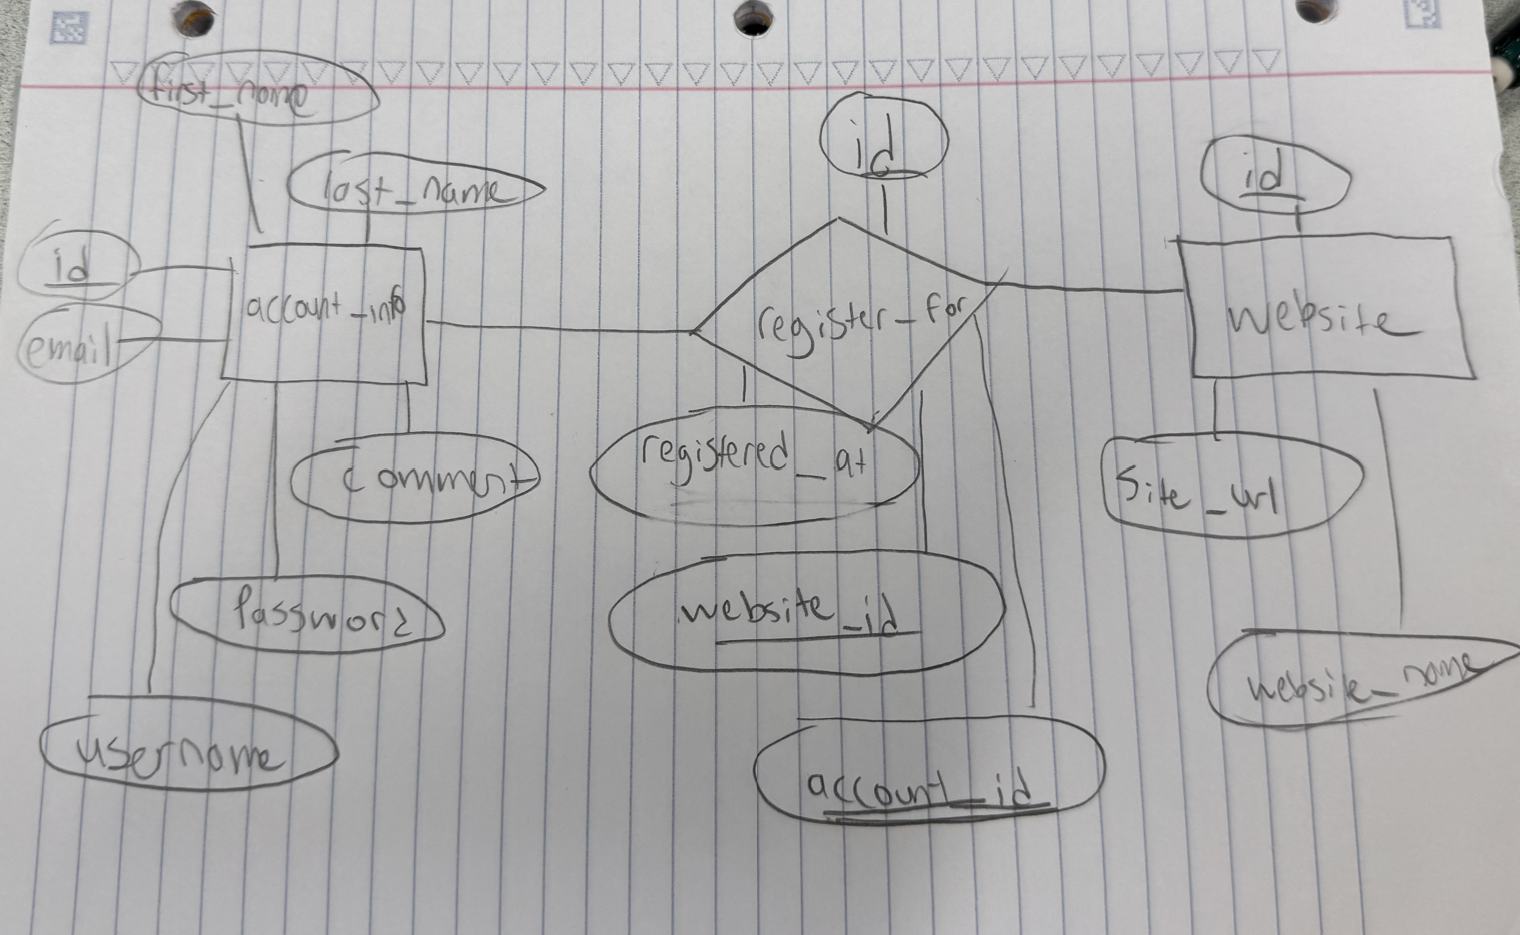 first_name
id
last_name
id
id
account_info
register_for
website
email
registered_at
comment
site_url
password
website_id
website_name
username
account_id